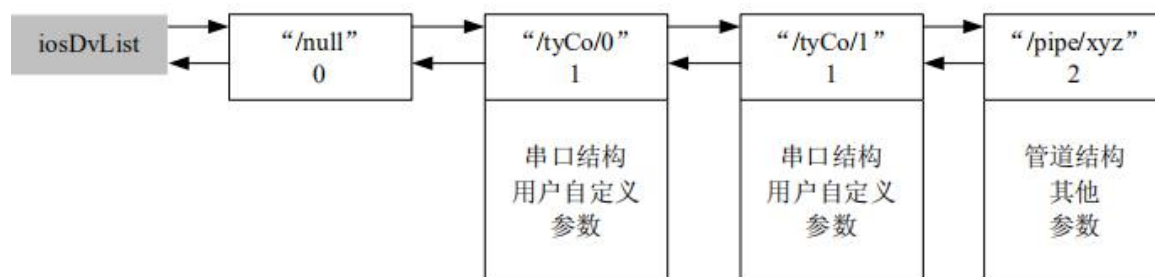 iosDvList
“/null”
0
“/tyCo/0”
1
串口结构
用户自定义
参数
“/tyCo/1”
1
串口结构
用户自定义
参数
“/pipe/xyz”
2
管道结构
其他
参数